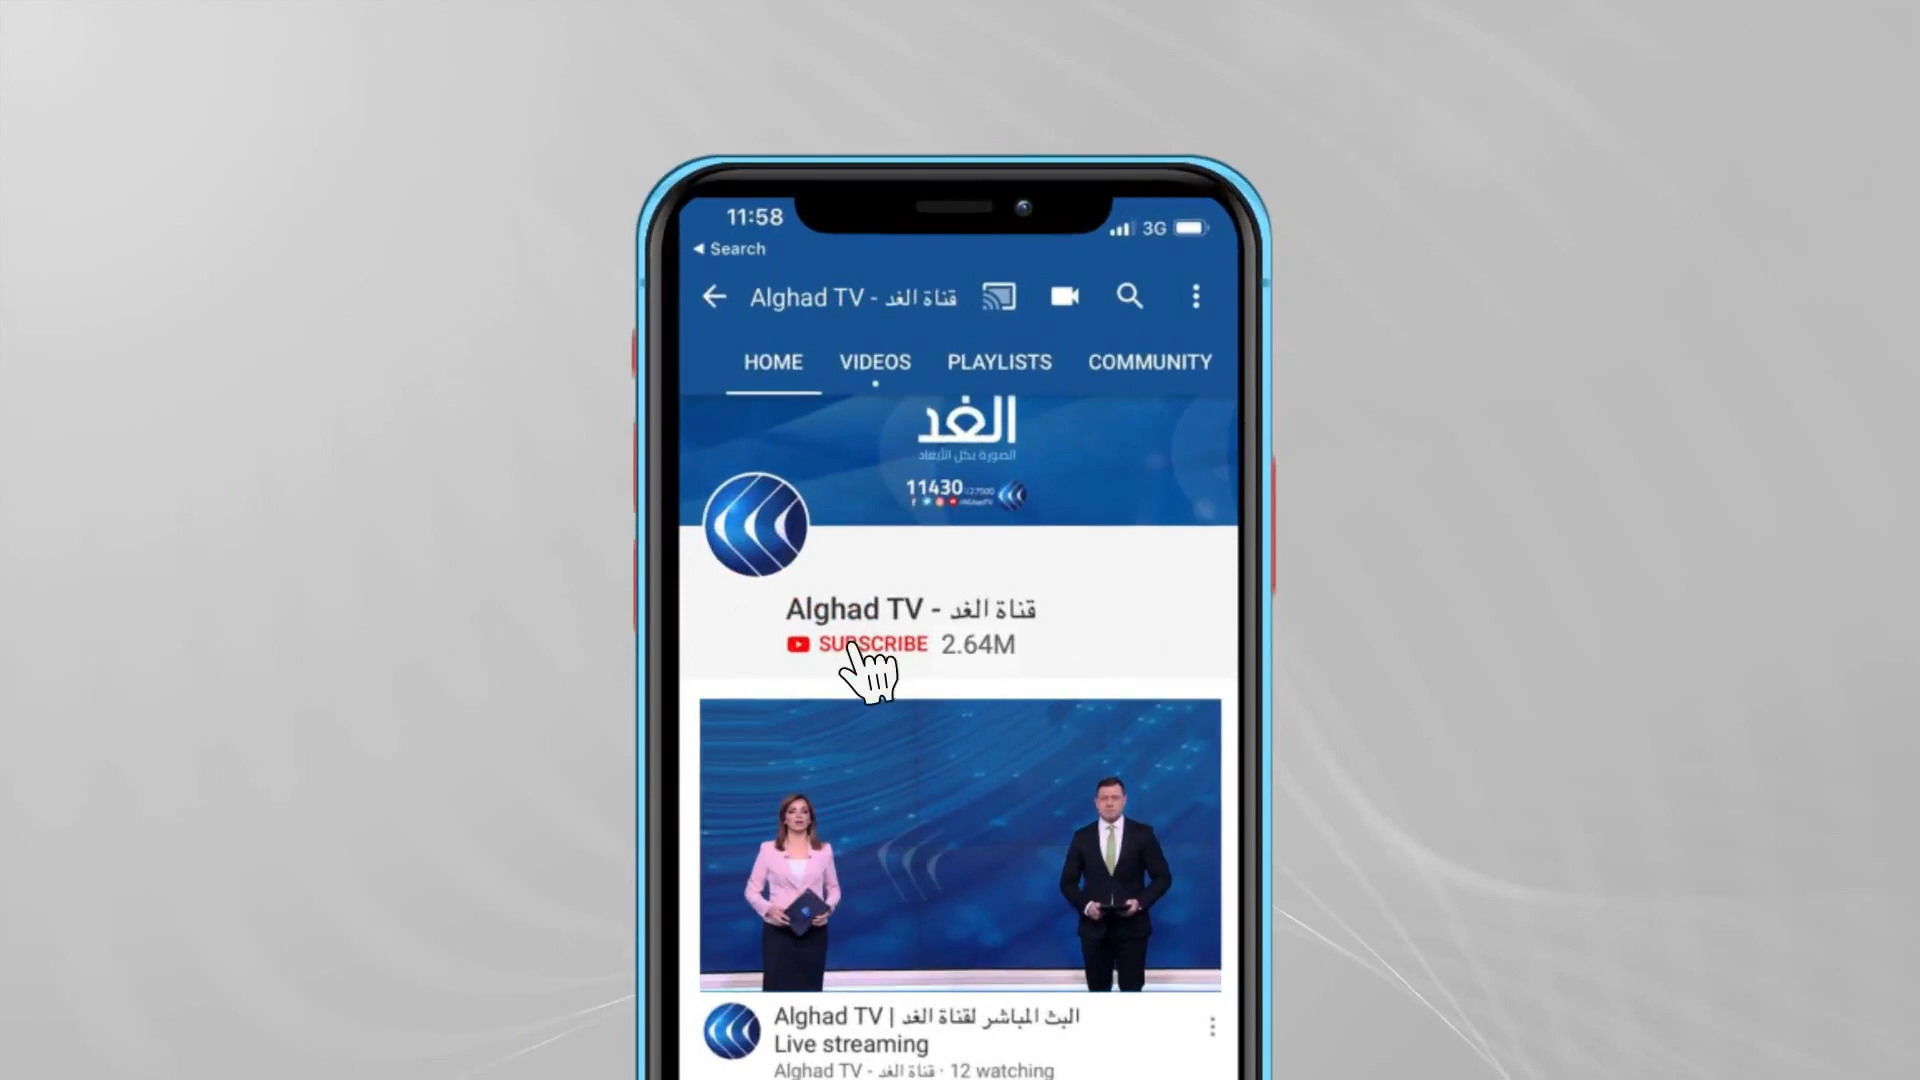 11:58
3G
◀ Search
Alghad TV - قناة الغد
HOME VIDEOS PLAYLISTS COMMUNITY
الغد
الصورة بكل الأبعاد
11430
Alghad TV - قناة الغد
SUBSCRIBE 2.64M
Alghad TV | البث المباشر لقناة الغد
Live streaming
Alghad TV - قناة الغد · 12 watching